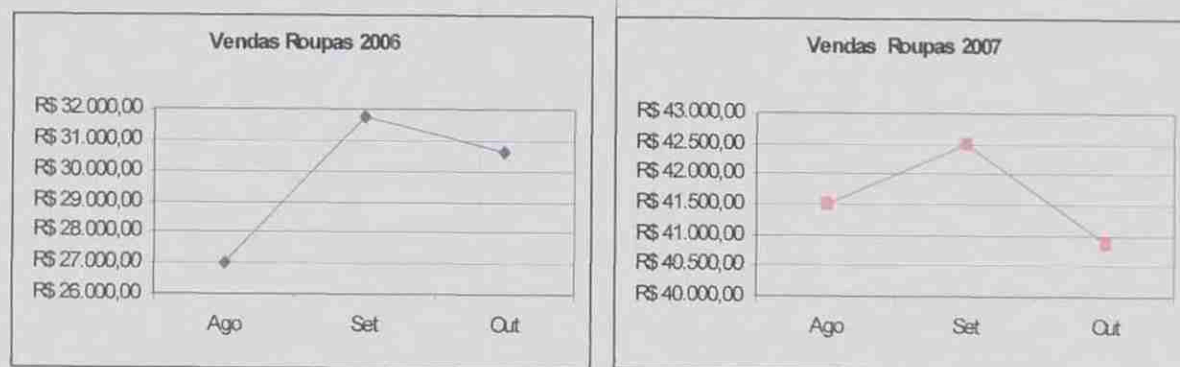 Vendas Roupas 2006
R$ 32.000,00
R$ 31.000,00
R$ 30.000,00
R$ 29.000,00
R$ 28.000,00
R$ 27.000,00
R$ 26.000,00
Ago Set Out
Vendas Roupas 2007
R$ 43.000,00
R$ 42.500,00
R$ 42.000,00
R$ 41.500,00
R$ 41.000,00
R$ 40.500,00
R$ 40.000,00
Ago Set Out